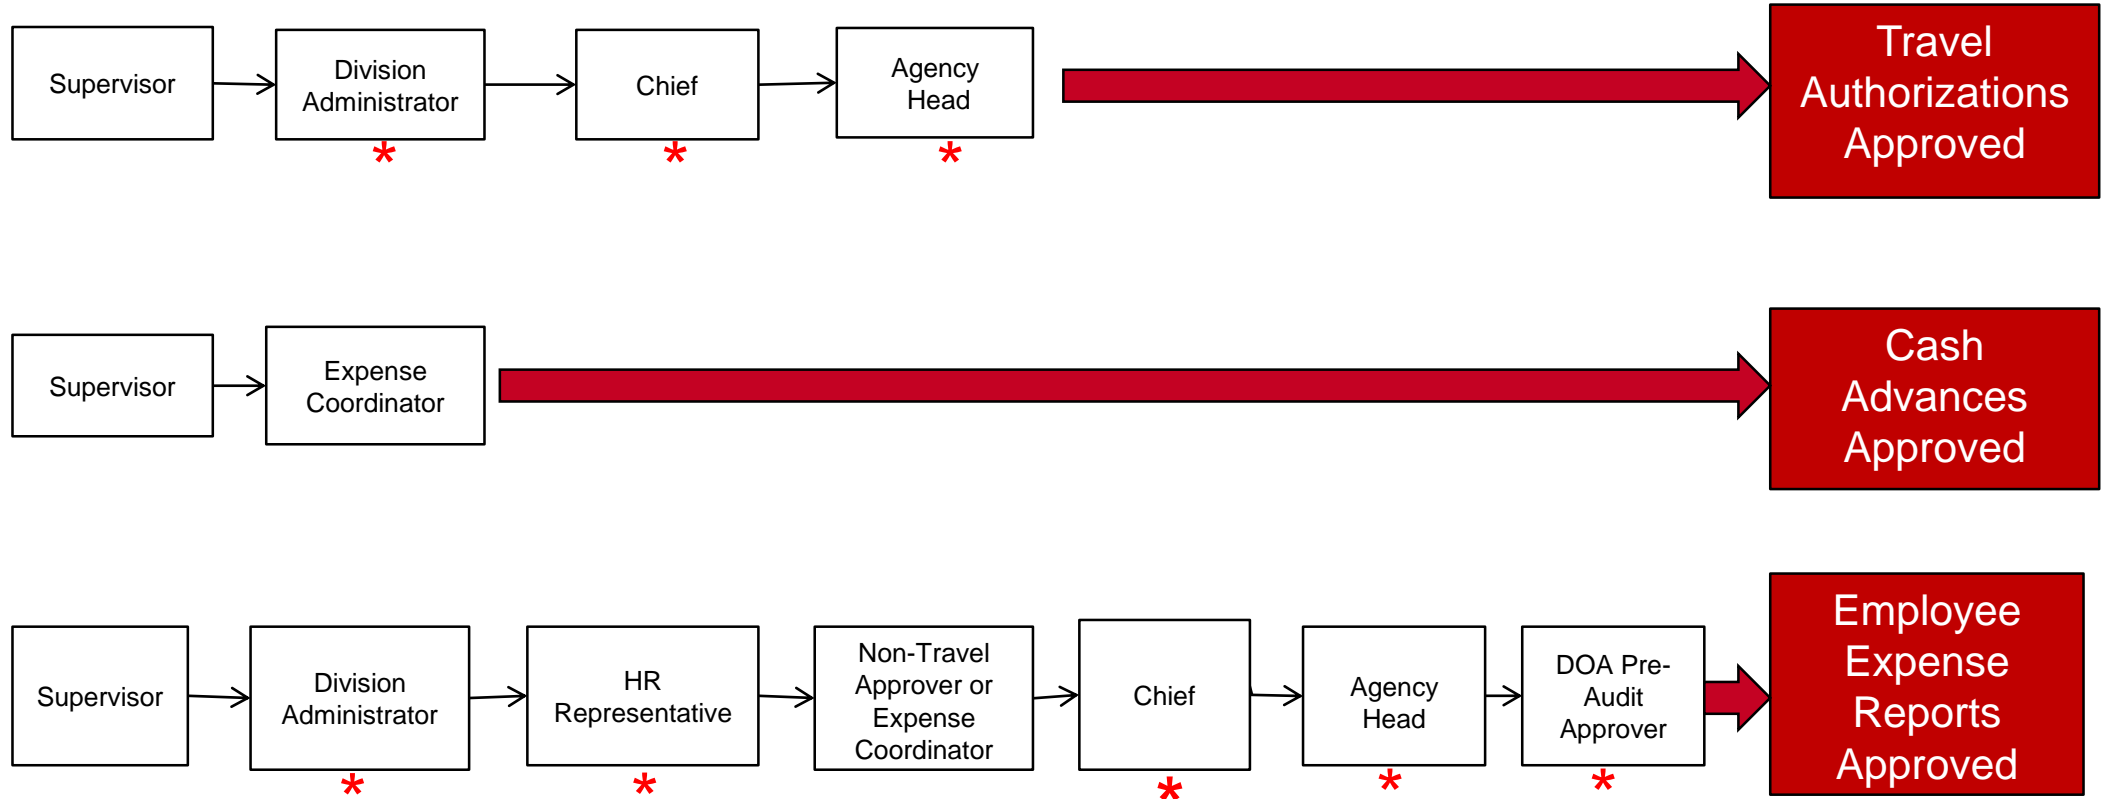 Supervisor
Division
Administrator
*
Chief
*
Agency
Head
*
Travel
Authorizations
Approved
Supervisor
Expense
Coordinator
Cash
Advances
Approved
Supervisor
Division
Administrator
*
HR
Representative
*
Non-Travel
Approver or
Expense
Coordinator
Chief
*
Agency
Head
*
DOA Pre-
Audit
Approver
*
Employee
Expense
Reports
Approved